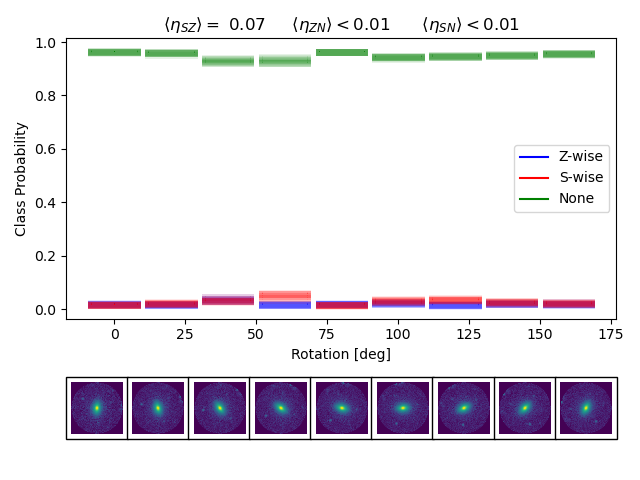 ⟨η_SZ⟩ = 0.07 ⟨η_ZN⟩ < 0.01 ⟨η_SN⟩ < 0.01
1.0
0.8
0.6
0.4
0.2
0.0
Class Probability
Z-wise
S-wise
None
0 25 50 75 100 125 150 175
Rotation [deg]